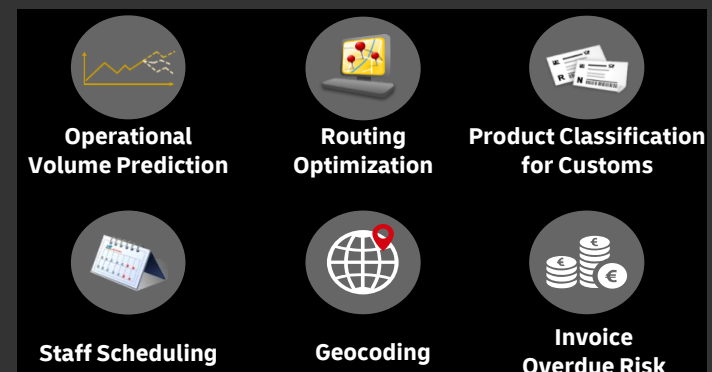 Operational
Volume Prediction
Routing
Optimization
Product Classification
for Customs
Staff Scheduling
Geocoding
Invoice
Overdue Risk
R
N
€
€
€